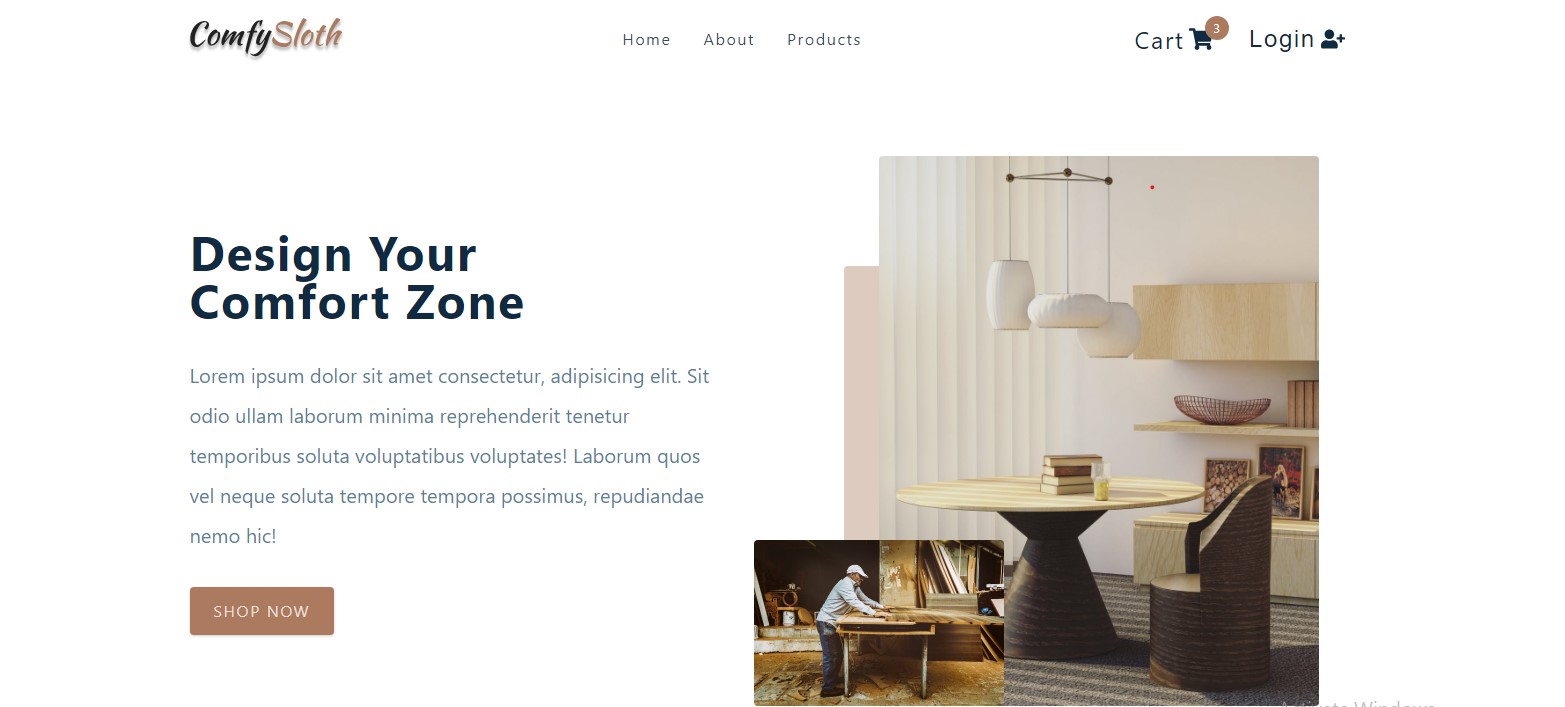 ComfySloth
Home About Products
Cart 3 Login
Design Your
Comfort Zone
Lorem ipsum dolor sit amet consectetur, adipisicing elit. Sit
odio ullam laborum minima reprehenderit tenetur
temporibus soluta voluptatibus voluptates! Laborum quos
vel neque soluta tempore tempora possimus, repudiandae
nemo hic!
SHOP NOW
Activate Windows